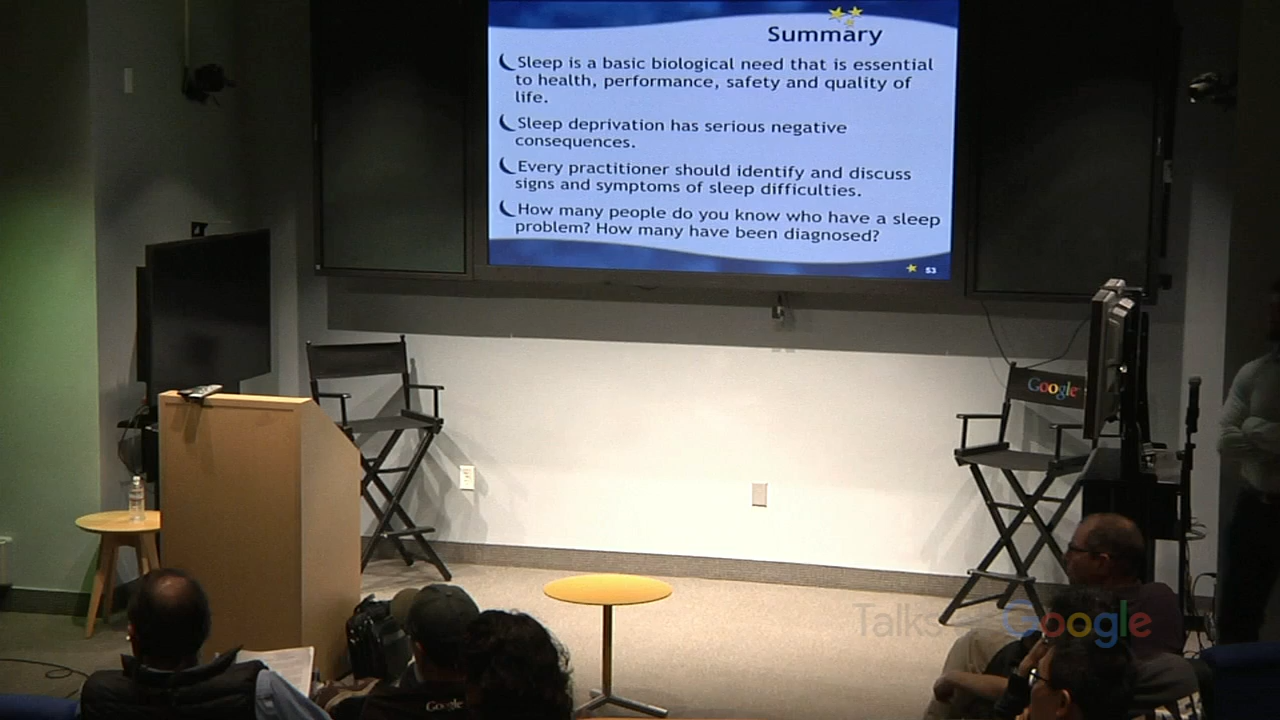 Summary
Sleep is a basic biological need that is essential
to health, performance, safety and quality of
life.
Sleep deprivation has serious negative
consequences.
Every practitioner should identify and discuss
signs and symptoms of sleep difficulties.
How many people do you know who have a sleep
problem? How many have been diagnosed?
53
Google
Talks at Google
Google